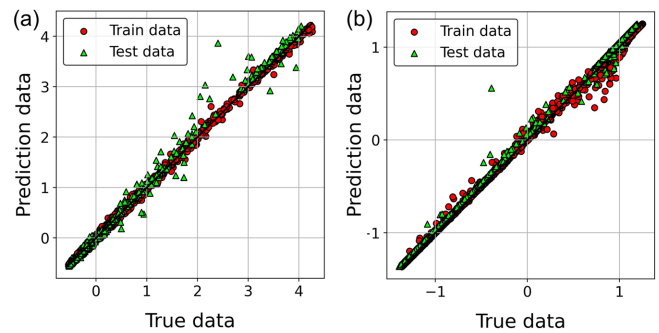 (a)
Train data
Test data
Prediction data
4
3
2
1
0
0 1 2 3 4
True data
(b)
Train data
Test data
Prediction data
1
0
-1
−1 0 1
True data